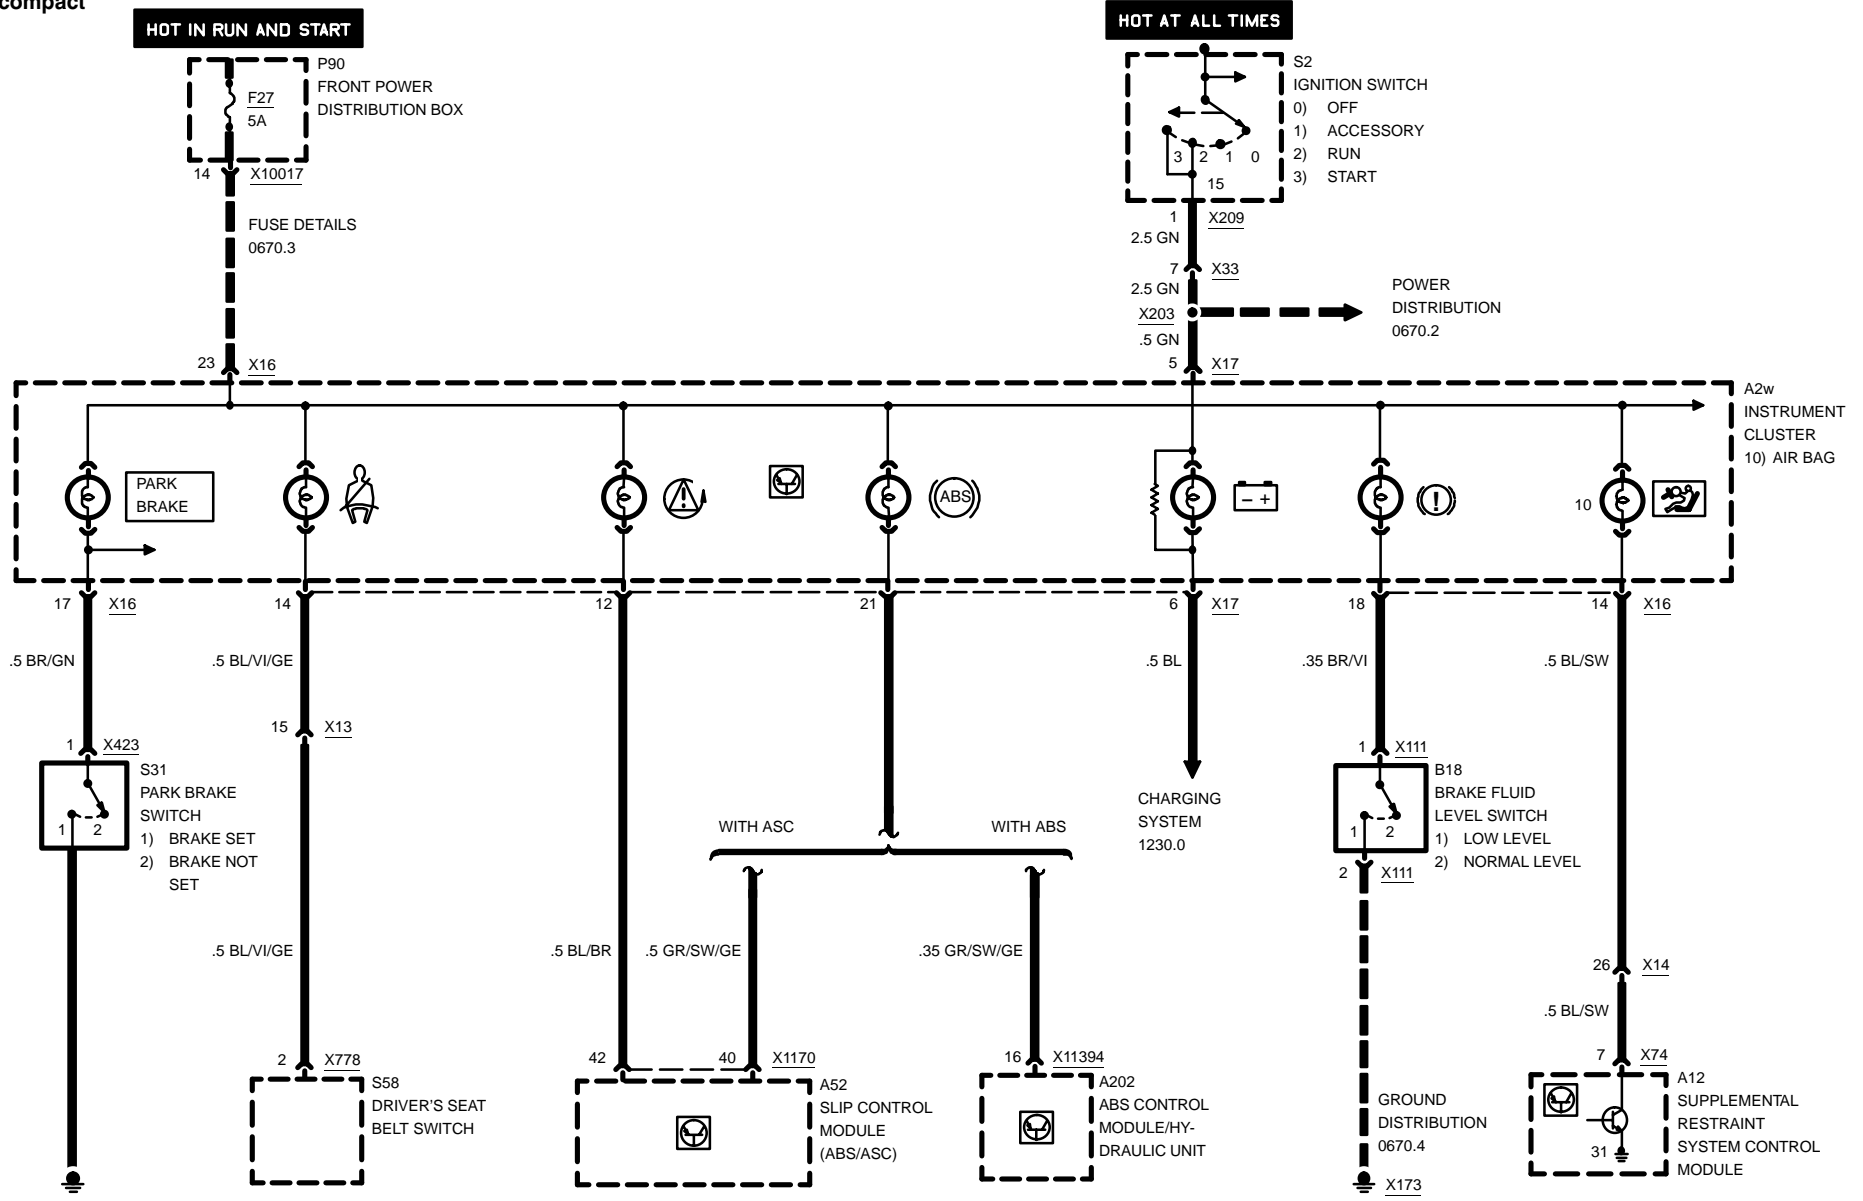 compact
HOT IN RUN AND START
P90
FRONT POWER
DISTRIBUTION BOX
F27
5A
14 X10017
FUSE DETAILS
0670.3
23 X16
HOT AT ALL TIMES
S2
IGNITION SWITCH
0) OFF
1) ACCESSORY
2) RUN
3) START
3 2 1 0
15
1 X209
2.5 GN
7 X33
2.5 GN
X203
.5 GN
5 X17
POWER
DISTRIBUTION
0670.2
A2w
INSTRUMENT
CLUSTER
10) AIR BAG
PARK
BRAKE
ABS
− +
!
10
17 X16
14
12
21
6 X17
18
14 X16
.5 BR/GN
.5 BL/VI/GE
.5 BL
.35 BR/VI
.5 BL/SW
15 X13
1 X423
S31
PARK BRAKE
SWITCH
1) BRAKE SET
2) BRAKE NOT
SET
1 2
WITH ASC
WITH ABS
CHARGING
SYSTEM
1230.0
1 X111
B18
BRAKE FLUID
LEVEL SWITCH
1) LOW LEVEL
2) NORMAL LEVEL
1 2
2 X111
.5 BL/VI/GE
.5 BL/BR
.5 GR/SW/GE
.35 GR/SW/GE
26 X14
.5 BL/SW
2 X778
S58
DRIVER'S SEAT
BELT SWITCH
42
40 X1170
A52
SLIP CONTROL
MODULE
(ABS/ASC)
16 X11394
A202
ABS CONTROL
MODULE/HY-
DRAULIC UNIT
GROUND
DISTRIBUTION
0670.4
X173
7 X74
A12
SUPPLEMENTAL
RESTRAINT
SYSTEM CONTROL
MODULE
31